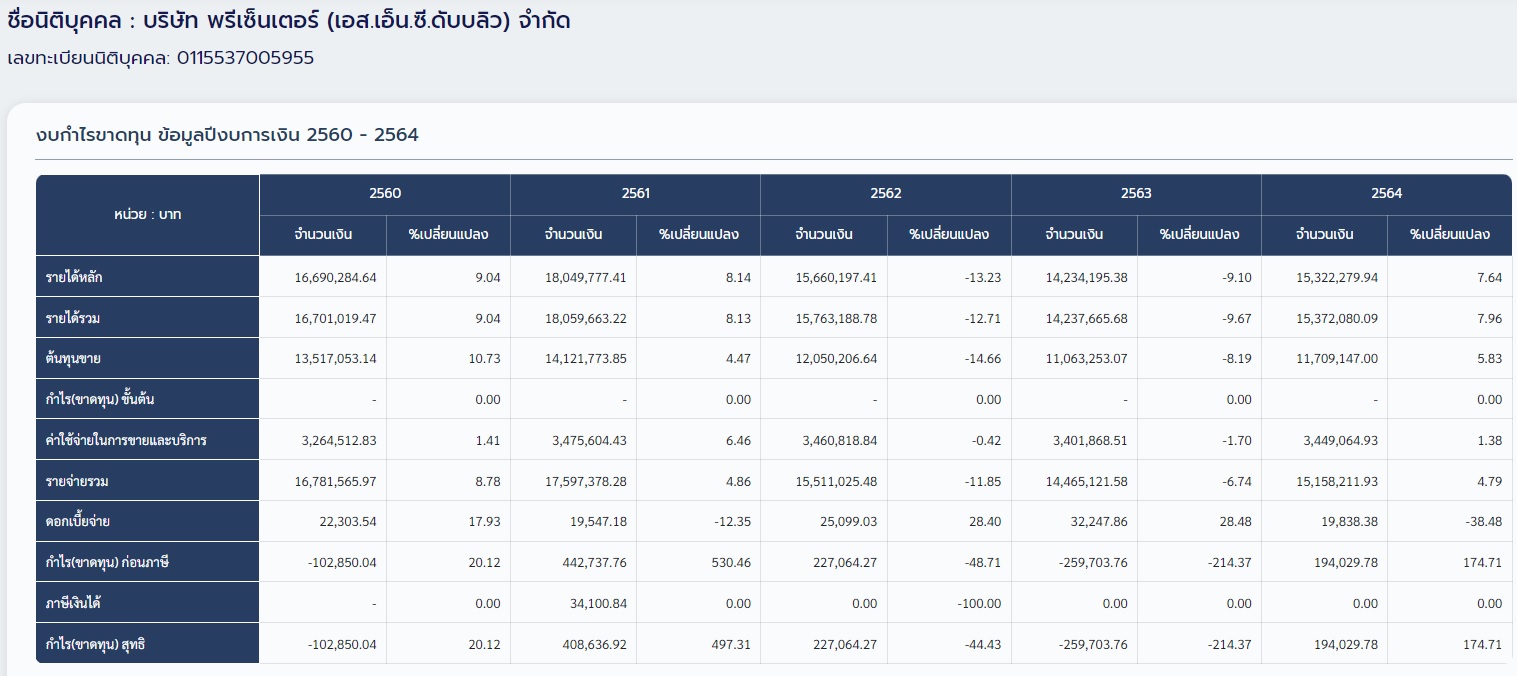 ชื่อนิติบุคคล : บริษัท พรีเซ็นเตอร์ (เอส.เอ็น.ซี.ดับบลิว) จำกัด
เลขทะเบียนนิติบุคคล: 0115537005955
งบกำไรขาดทุน ข้อมูลปีงบการเงิน 2560 - 2564
หน่วย : บาท 2560 2561 2562 2563 2564
จำนวนเงิน %เปลี่ยนแปลง จำนวนเงิน %เปลี่ยนแปลง จำนวนเงิน %เปลี่ยนแปลง จำนวนเงิน %เปลี่ยนแปลง จำนวนเงิน %เปลี่ยนแปลง
รายได้หลัก 16,690,284.64 9.04 18,049,777.41 8.14 15,660,197.41 -13.23 14,234,195.38 -9.10 15,322,279.94 7.64
รายได้รวม 16,701,019.47 9.04 18,059,663.22 8.13 15,763,188.78 -12.71 14,237,665.68 -9.67 15,372,080.09 7.96
ต้นทุนขาย 13,517,053.14 10.73 14,121,773.85 4.47 12,050,206.64 -14.66 11,063,253.07 -8.19 11,709,147.00 5.83
กำไร(ขาดทุน) ขั้นต้น - 0.00 - 0.00 - 0.00 - 0.00 - 0.00
ค่าใช้จ่ายในการขายและบริการ 3,264,512.83 1.41 3,475,604.43 6.46 3,460,818.84 -0.42 3,401,868.51 -1.70 3,449,064.93 1.38
รายจ่ายรวม 16,781,565.97 8.78 17,597,378.28 4.86 15,511,025.48 -11.85 14,465,121.58 -6.74 15,158,211.93 4.79
ดอกเบี้ยจ่าย 22,303.54 17.93 19,547.18 -12.35 25,099.03 28.40 32,247.86 28.48 19,838.38 -38.48
กำไร(ขาดทุน) ก่อนภาษี -102,850.04 20.12 442,737.76 530.46 227,064.27 -48.71 -259,703.76 -214.37 194,029.78 174.71
ภาษีเงินได้ - 0.00 34,100.84 0.00 0.00 -100.00 0.00 0.00 0.00 0.00
กำไร(ขาดทุน) สุทธิ -102,850.04 20.12 408,636.92 497.31 227,064.27 -44.43 -259,703.76 -214.37 194,029.78 174.71